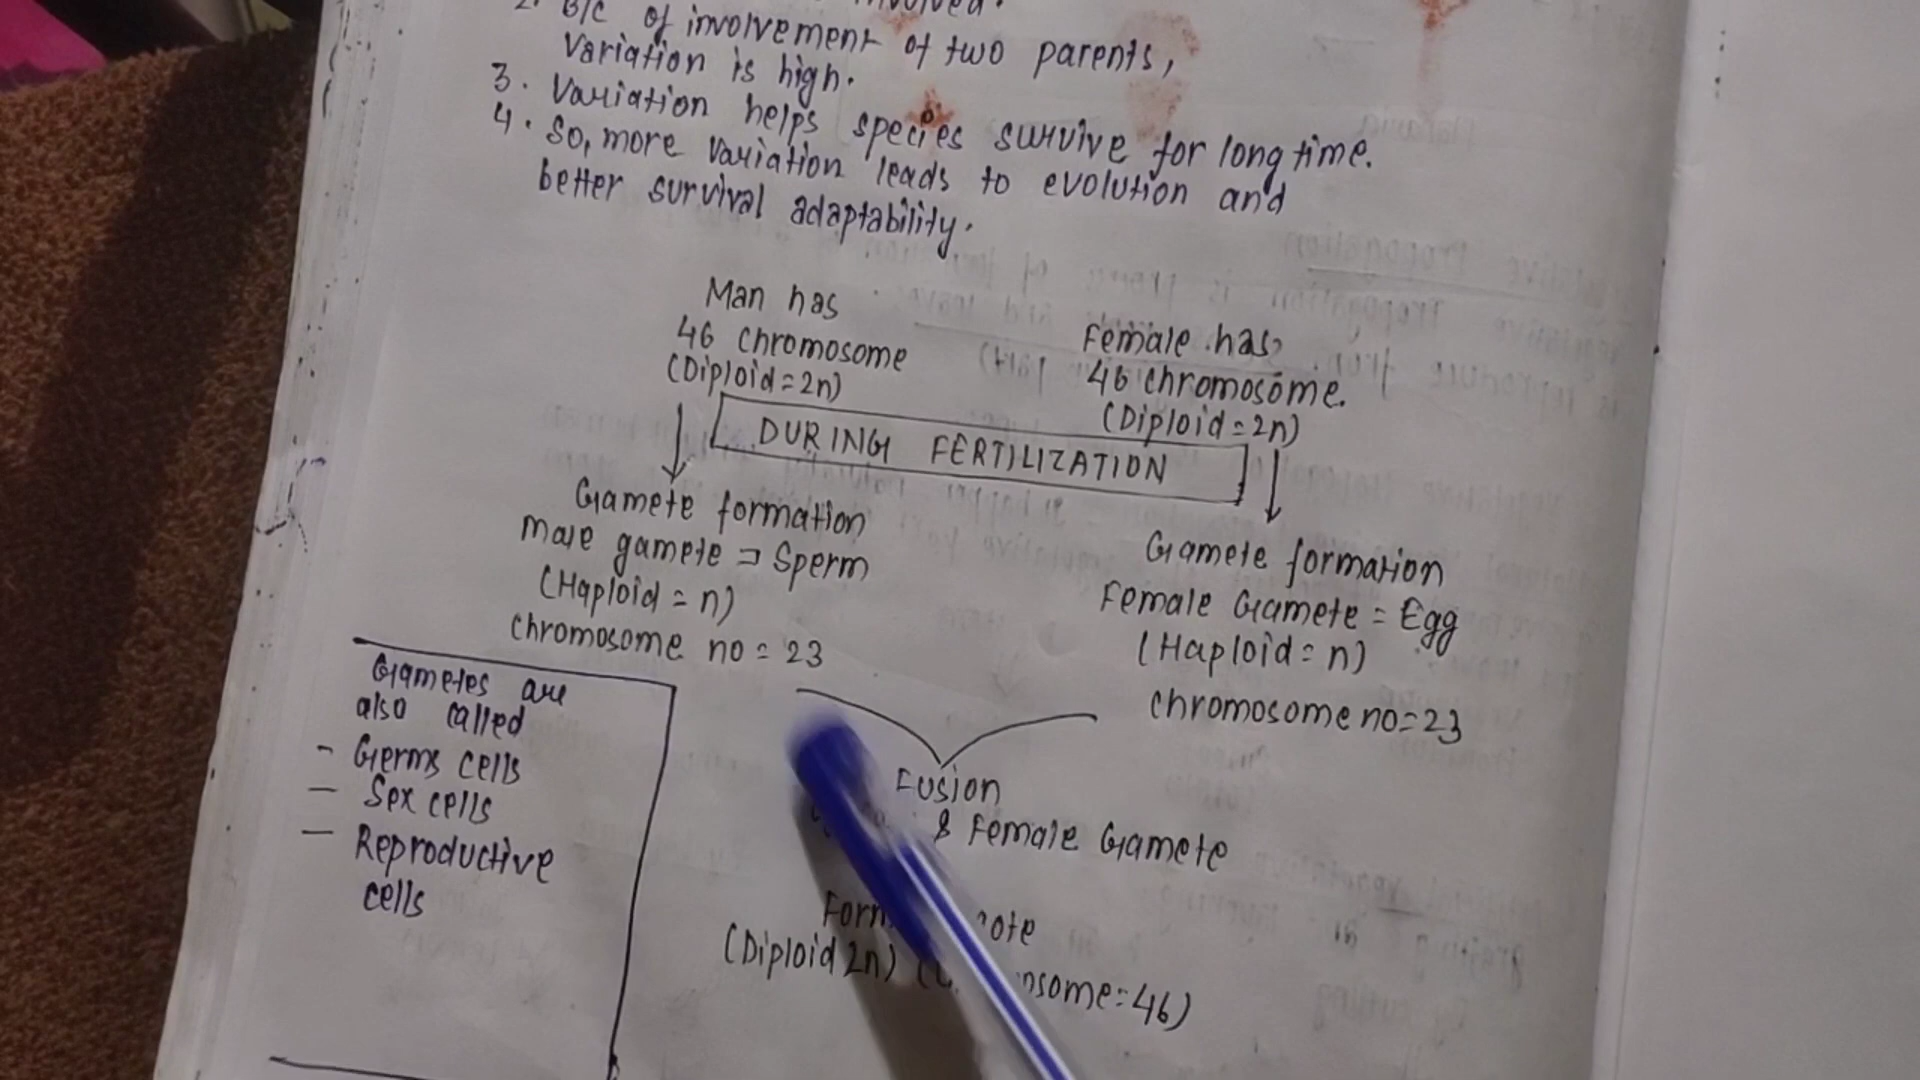 2. B/c of involvement of two parents,
Variation is high.
3. Variation helps species survive for long time.
4. So, more variation leads to evolution and
better survival adaptability.
Man has
46 chromosome
(Diploid = 2n)
Female has
46 chromosome.
(Diploid = 2n)
DURING FERTILIZATION
Gamete formation
male gamete = Sperm
(Haploid = n)
chromosome no = 23
Gamete formation
Female Gamete = Egg
(Haploid = n)
chromosome no = 23
Gametes are
also called
- Germs cells
- Sex cells
- Reproductive
cells
Fusion
& Female Gamete
(Diploid 2n)
=46)